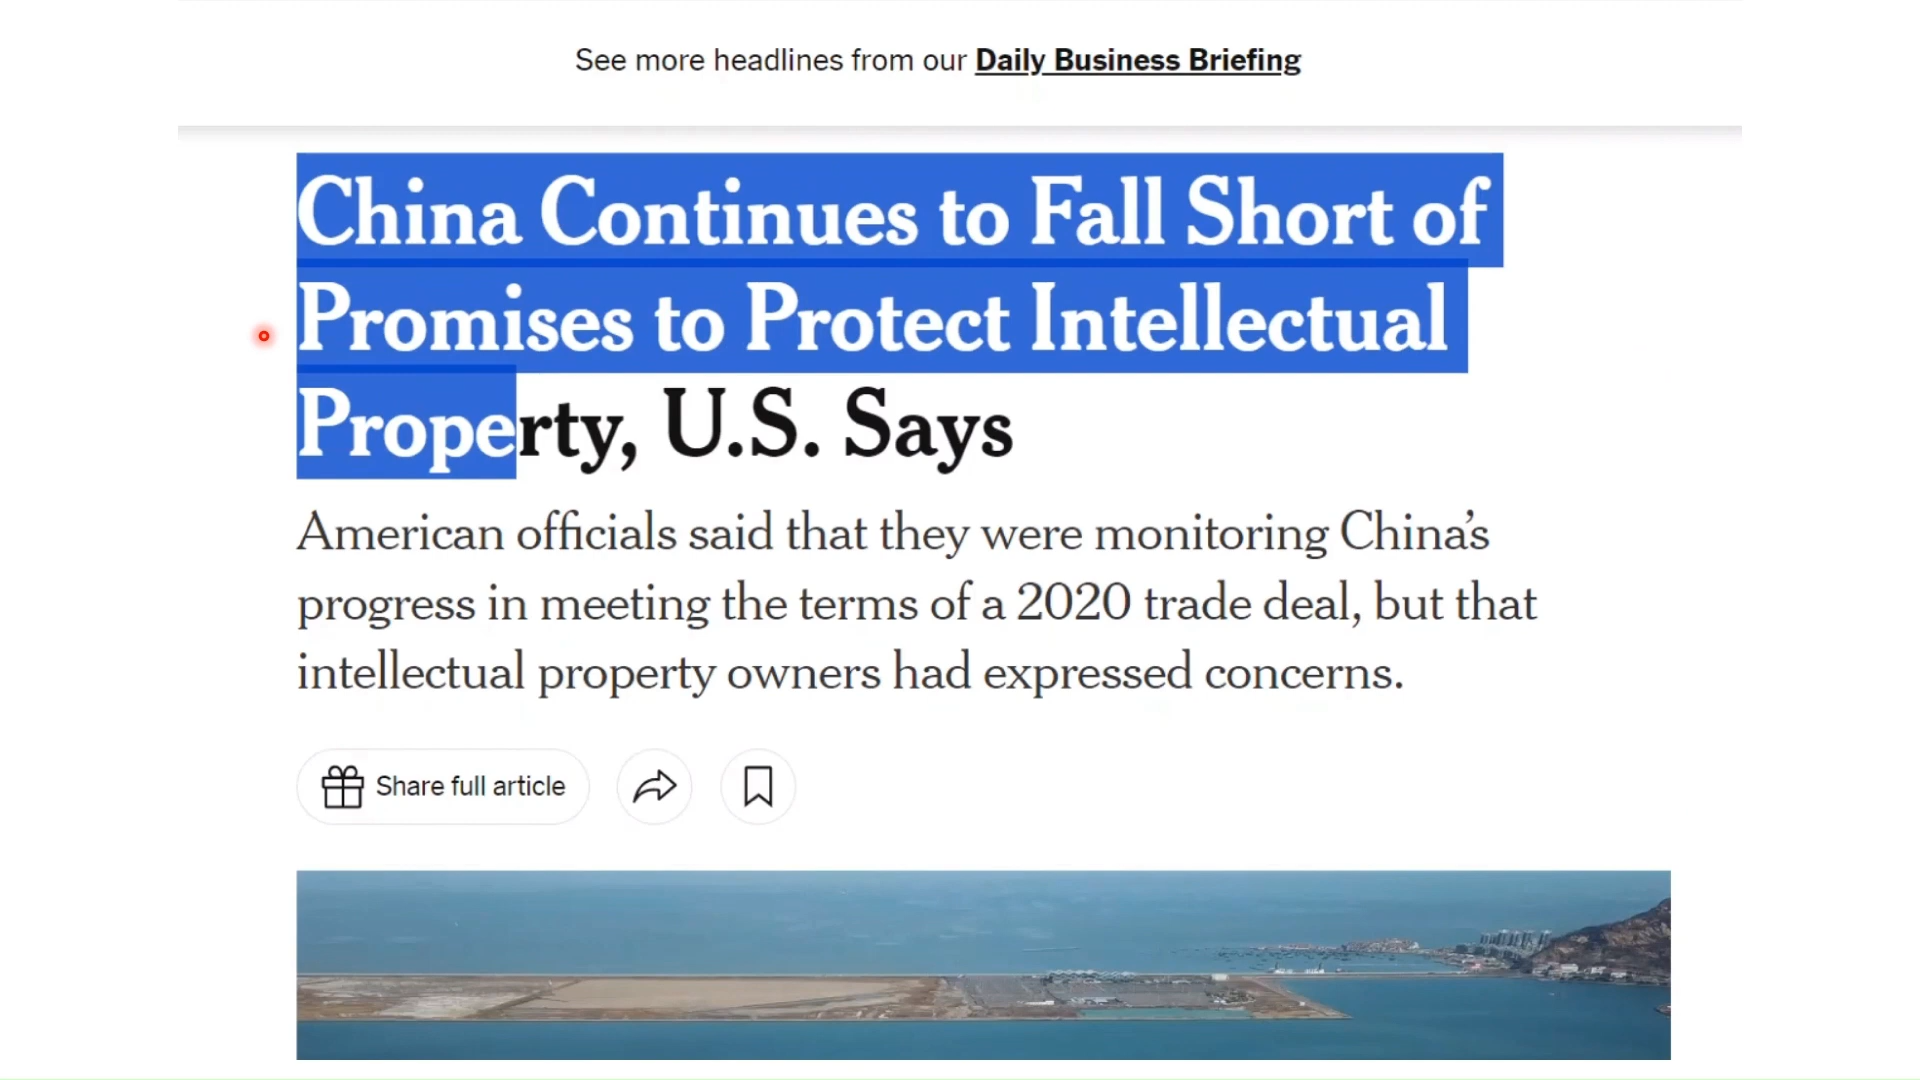 See more headlines from our Daily Business Briefing
China Continues to Fall Short of
Promises to Protect Intellectual
Property, U.S. Says
American officials said that they were monitoring China’s
progress in meeting the terms of a 2020 trade deal, but that
intellectual property owners had expressed concerns.
Share full article